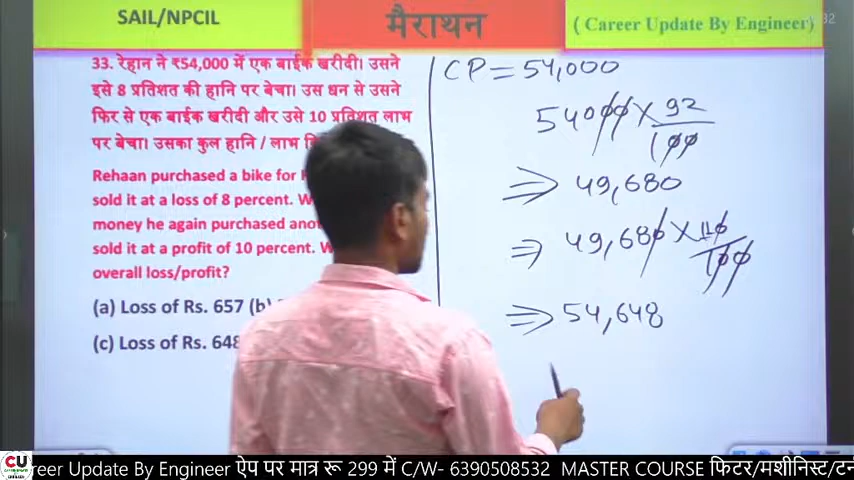 SAIL/NPCIL
मैराथन
( Career Update By Engineer)
33. रेहान ने ₹54,000 में एक बाईक खरीदी। उसने
इसे 8 प्रतिशत की हानि पर बेचा। उस धन से उसने
फिर से एक बाईक खरीदी और उसे 10 प्रतिशत लाभ
पर बेचा। उसका कुल हानि / लाभ
Rehaan purchased a bike for
sold it at a loss of 8 percent.
money he again purchased
sold it at a profit of 10 percent.
overall loss/profit?
(a) Loss of Rs. 657 (b)
(c) Loss of Rs. 648
CP = 54,000
54000 × 92/100
⇒ 49,680
⇒ 49,680 × 110/100
⇒ 54,648
CU
reer Update By Engineer ऐप पर मात्र रू 299 में C/W- 6390508532 MASTER COURSE फिटर/मशीनिस्ट/टर्न